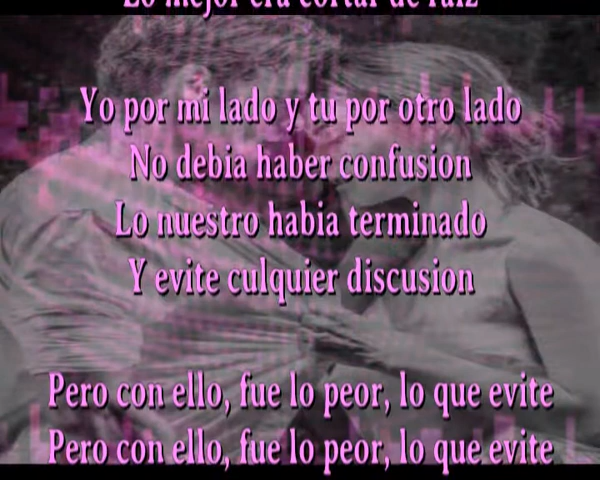 Lo mejor era cortar de raiz
Yo por mi lado y tu por otro lado
No debia haber confusion
Lo nuestro habia terminado
Y evite culquier discusion
Pero con ello, fue lo peor, lo que evite
Pero con ello, fue lo peor, lo que evite